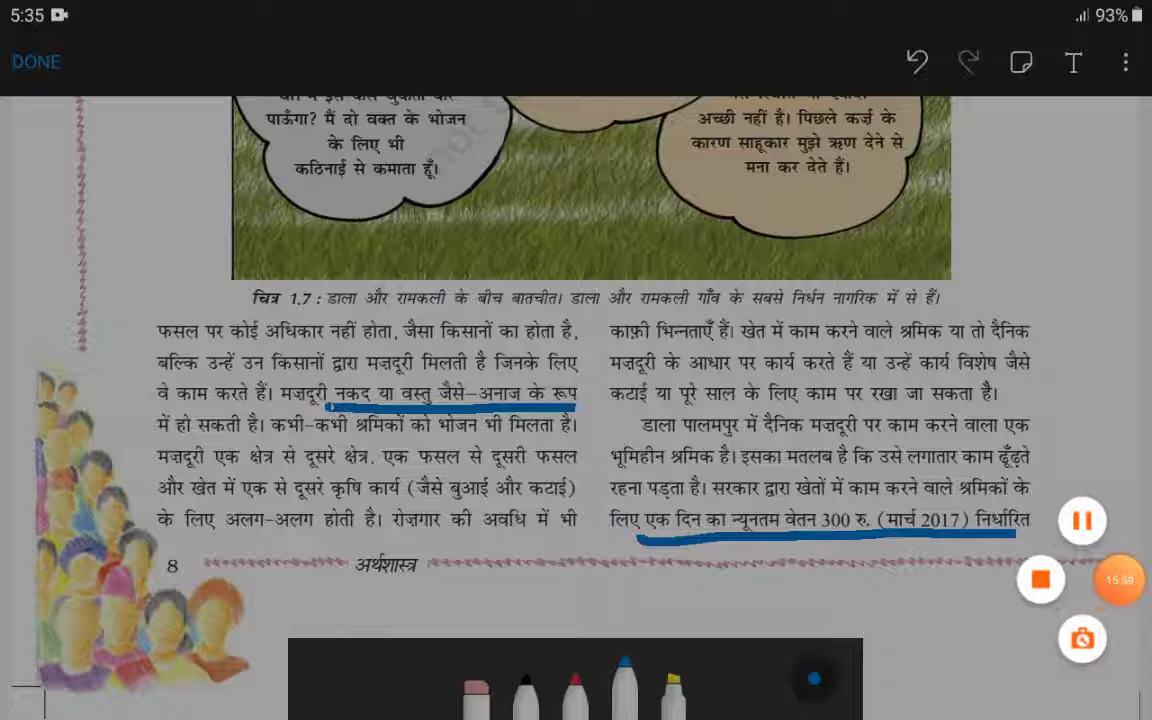 5:35
93%
DONE
पाऊँगा? मैं दो वक्त के भोजन
के लिए भी
कठिनाई से कमाता हूँ।
अच्छी नहीं है। पिछले कर्ज़ के
कारण साहूकार मुझे ऋण देने से
मना कर देते हैं।
चित्र 1.7 : डाला और रामकली के बीच बातचीत। डाला और रामकली गाँव के सबसे निर्धन नागरिक में से हैं।
फसल पर कोई अधिकार नहीं होता, जैसा किसानों का होता है,
बल्कि उन्हें उन किसानों द्वारा मज़दूरी मिलती है जिनके लिए
वे काम करते हैं। मज़दूरी नकद या वस्तु जैसे–अनाज के रूप
में हो सकती है। कभी-कभी श्रमिकों को भोजन भी मिलता है।
मज़दूरी एक क्षेत्र से दूसरे क्षेत्र, एक फसल से दूसरी फसल
और खेत में एक से दूसरे कृषि कार्य (जैसे बुआई और कटाई)
के लिए अलग-अलग होती है। रोज़गार की अवधि में भी
काफ़ी भिन्नताएँ हैं। खेत में काम करने वाले श्रमिक या तो दैनिक
मज़दूरी के आधार पर कार्य करते हैं या उन्हें कार्य विशेष जैसे
कटाई या पूरे साल के लिए काम पर रखा जा सकता है।
डाला पालमपुर में दैनिक मज़दूरी पर काम करने वाला एक
भूमिहीन श्रमिक है। इसका मतलब है कि उसे लगातार काम ढूँढ़ते
रहना पड़ता है। सरकार द्वारा खेतों में काम करने वाले श्रमिकों के
लिए एक दिन का न्यूनतम वेतन 300 रु. (मार्च 2017) निर्धारित
8 अर्थशास्त्र
15:59